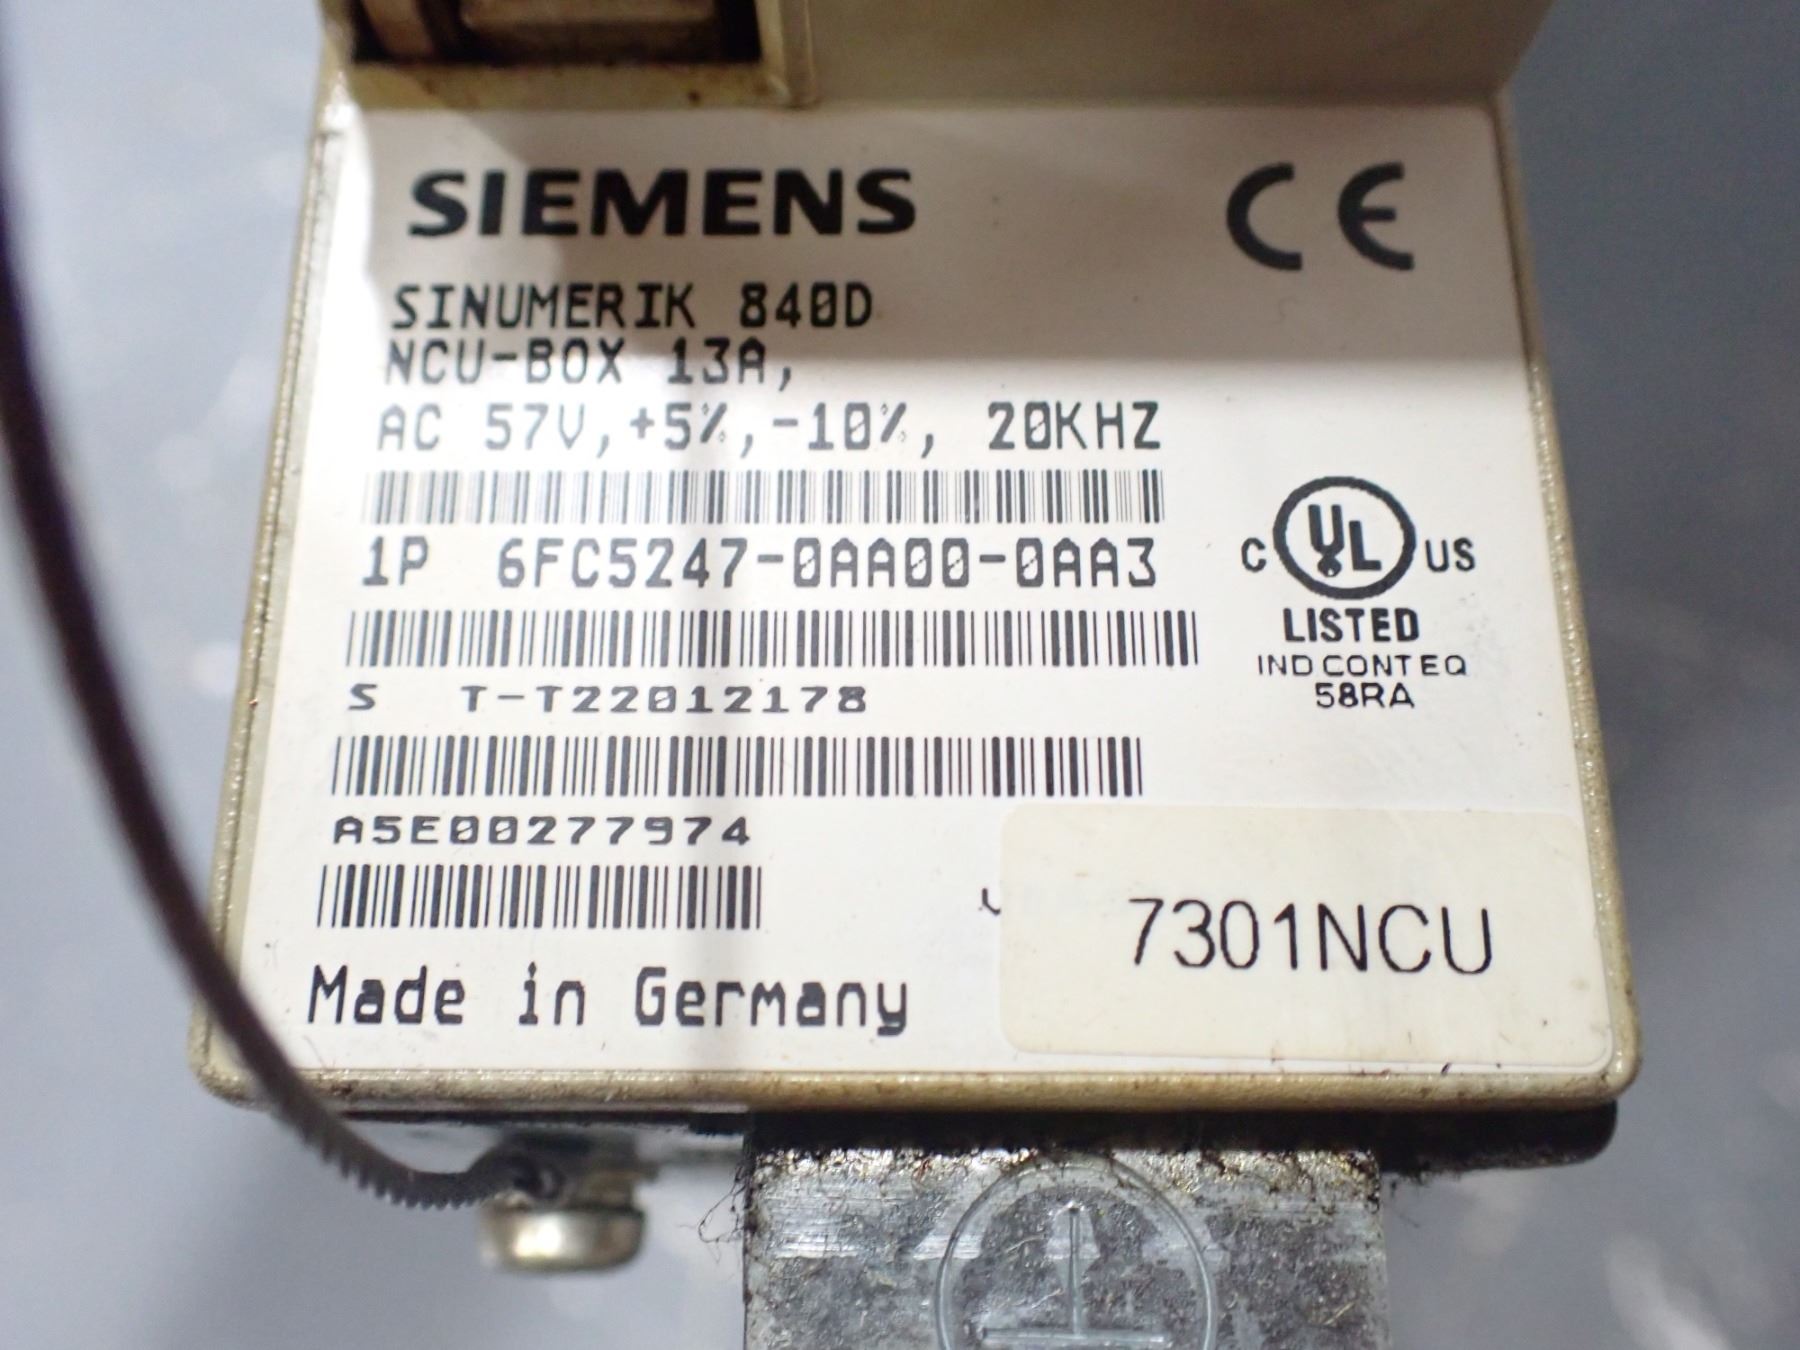 SIEMENS
CE
SINUMERIK 840D
NCU-BOX 13A,
AC 57V,+5%,-10%, 20KHZ
1P 6FC5247-0AA00-0AA3
C UL US
LISTED
IND CONT EQ
58RA
S T-T22012178
A5E00277974
7301NCU
Made in Germany